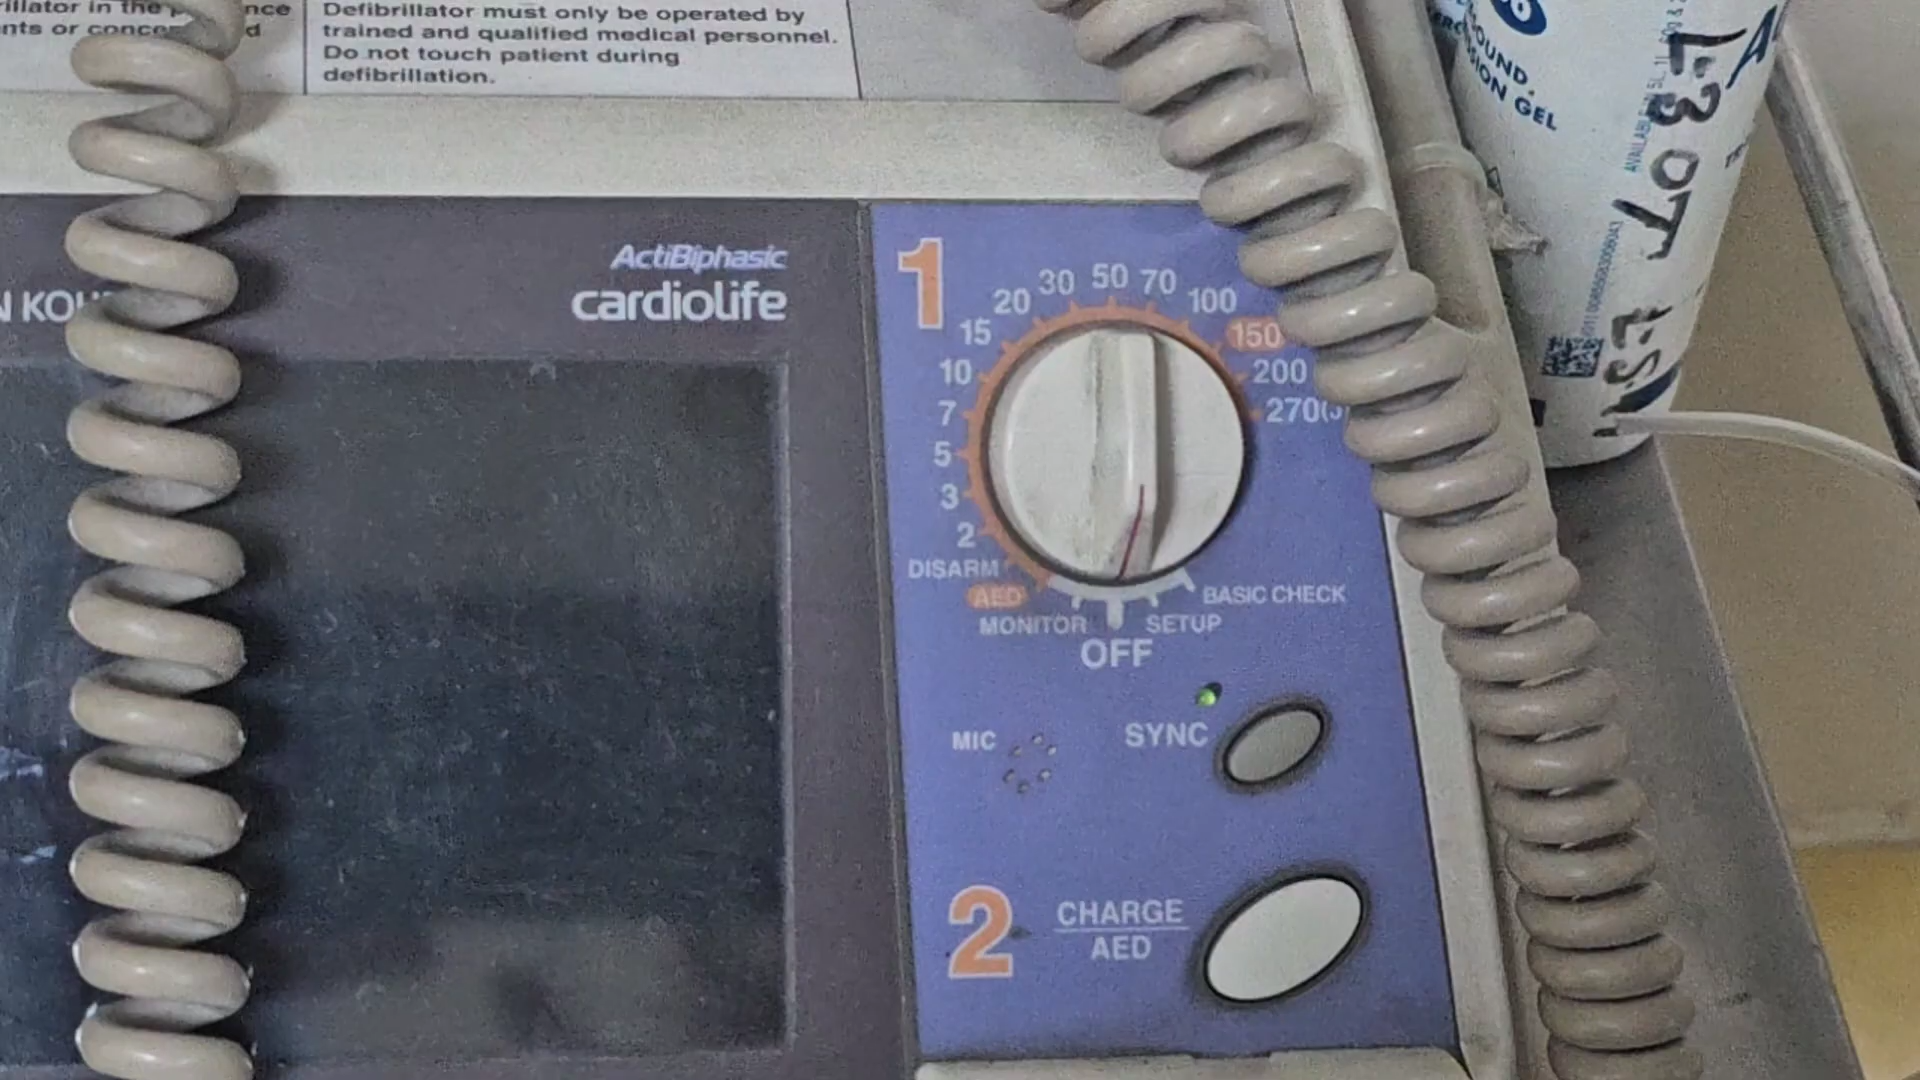 Defibrillator must only be operated by
trained and qualified medical personnel.
Do not touch patient during
defibrillation.
ActiBiphasic
cardiolife
1
2
3
5
7
10
15
20
30
50
70
100
150
200
270(J)
DISARM
AED
MONITOR
OFF
SETUP
BASIC CHECK
MIC
SYNC
2
CHARGE
AED